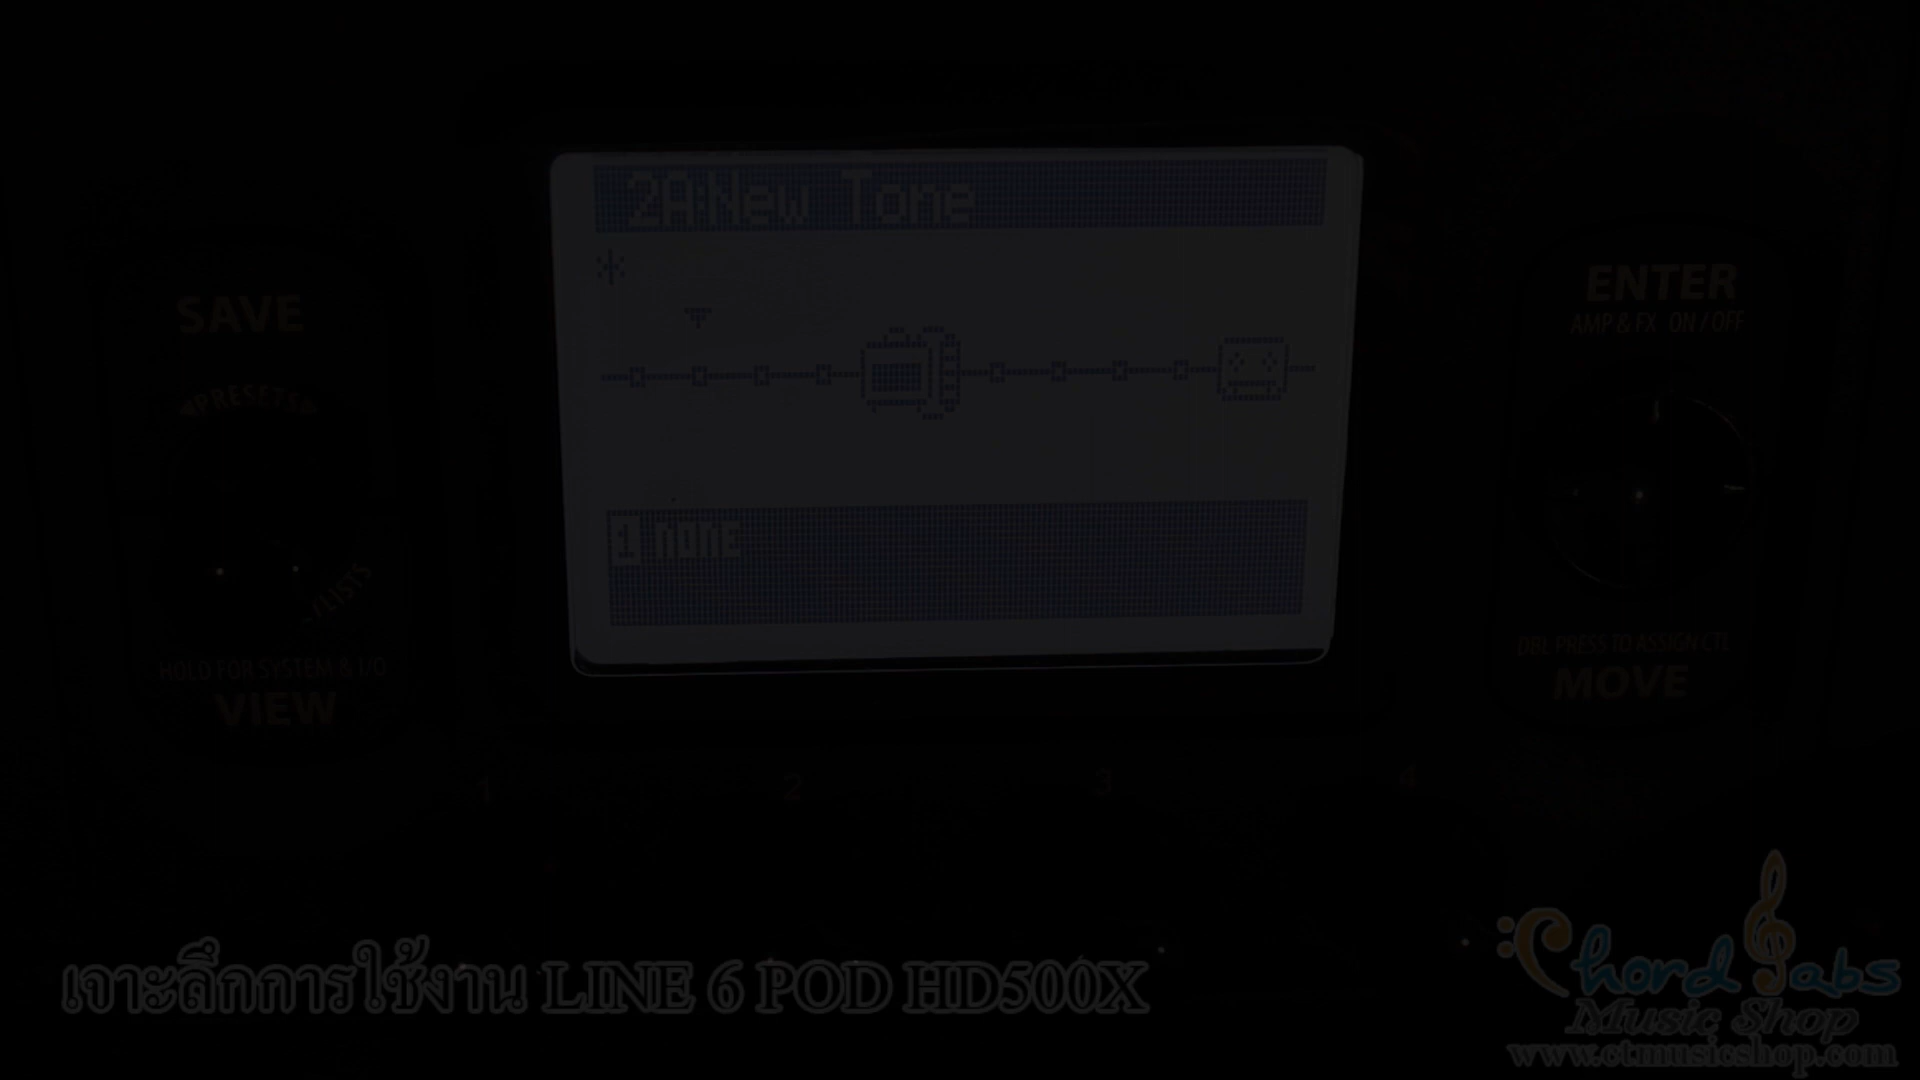 2A:New Tone
SAVE
PRESETS
/LISTS
HOLD FOR SYSTEM & I/O
VIEW
1 none
ENTER
AMP & FX ON / OFF
DBL PRESS TO ASSIGN CTL
MOVE
1 2 3 4
เจาะลึกการใช้งาน LINE 6 POD HD500X
Chord Tabs
Music Shop
www.ctmusicshop.com